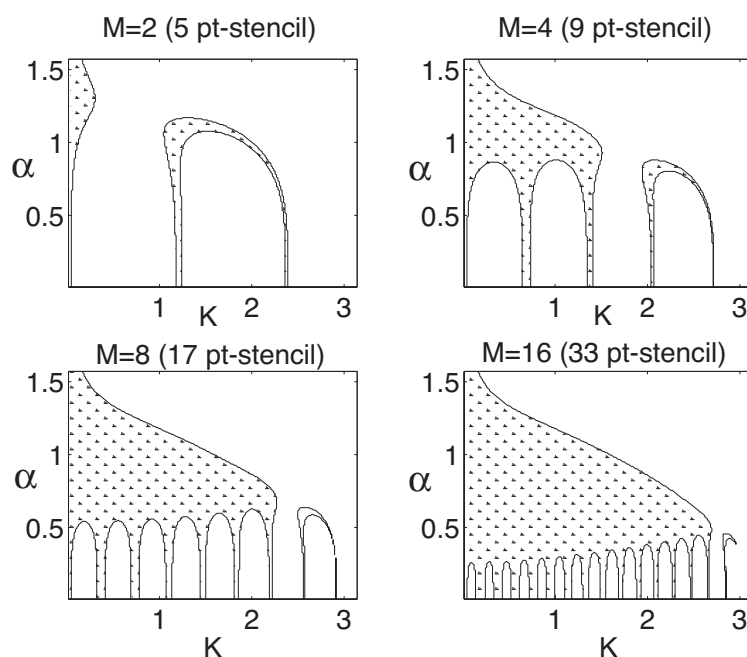 M=2 (5 pt-stencil)
1.5
1
α
0.5
1
2
3
K
M=4 (9 pt-stencil)
1.5
1
α
0.5
1
2
3
K
M=8 (17 pt-stencil)
1.5
1
α
0.5
1
2
3
K
M=16 (33 pt-stencil)
1.5
1
α
0.5
1
2
3
K